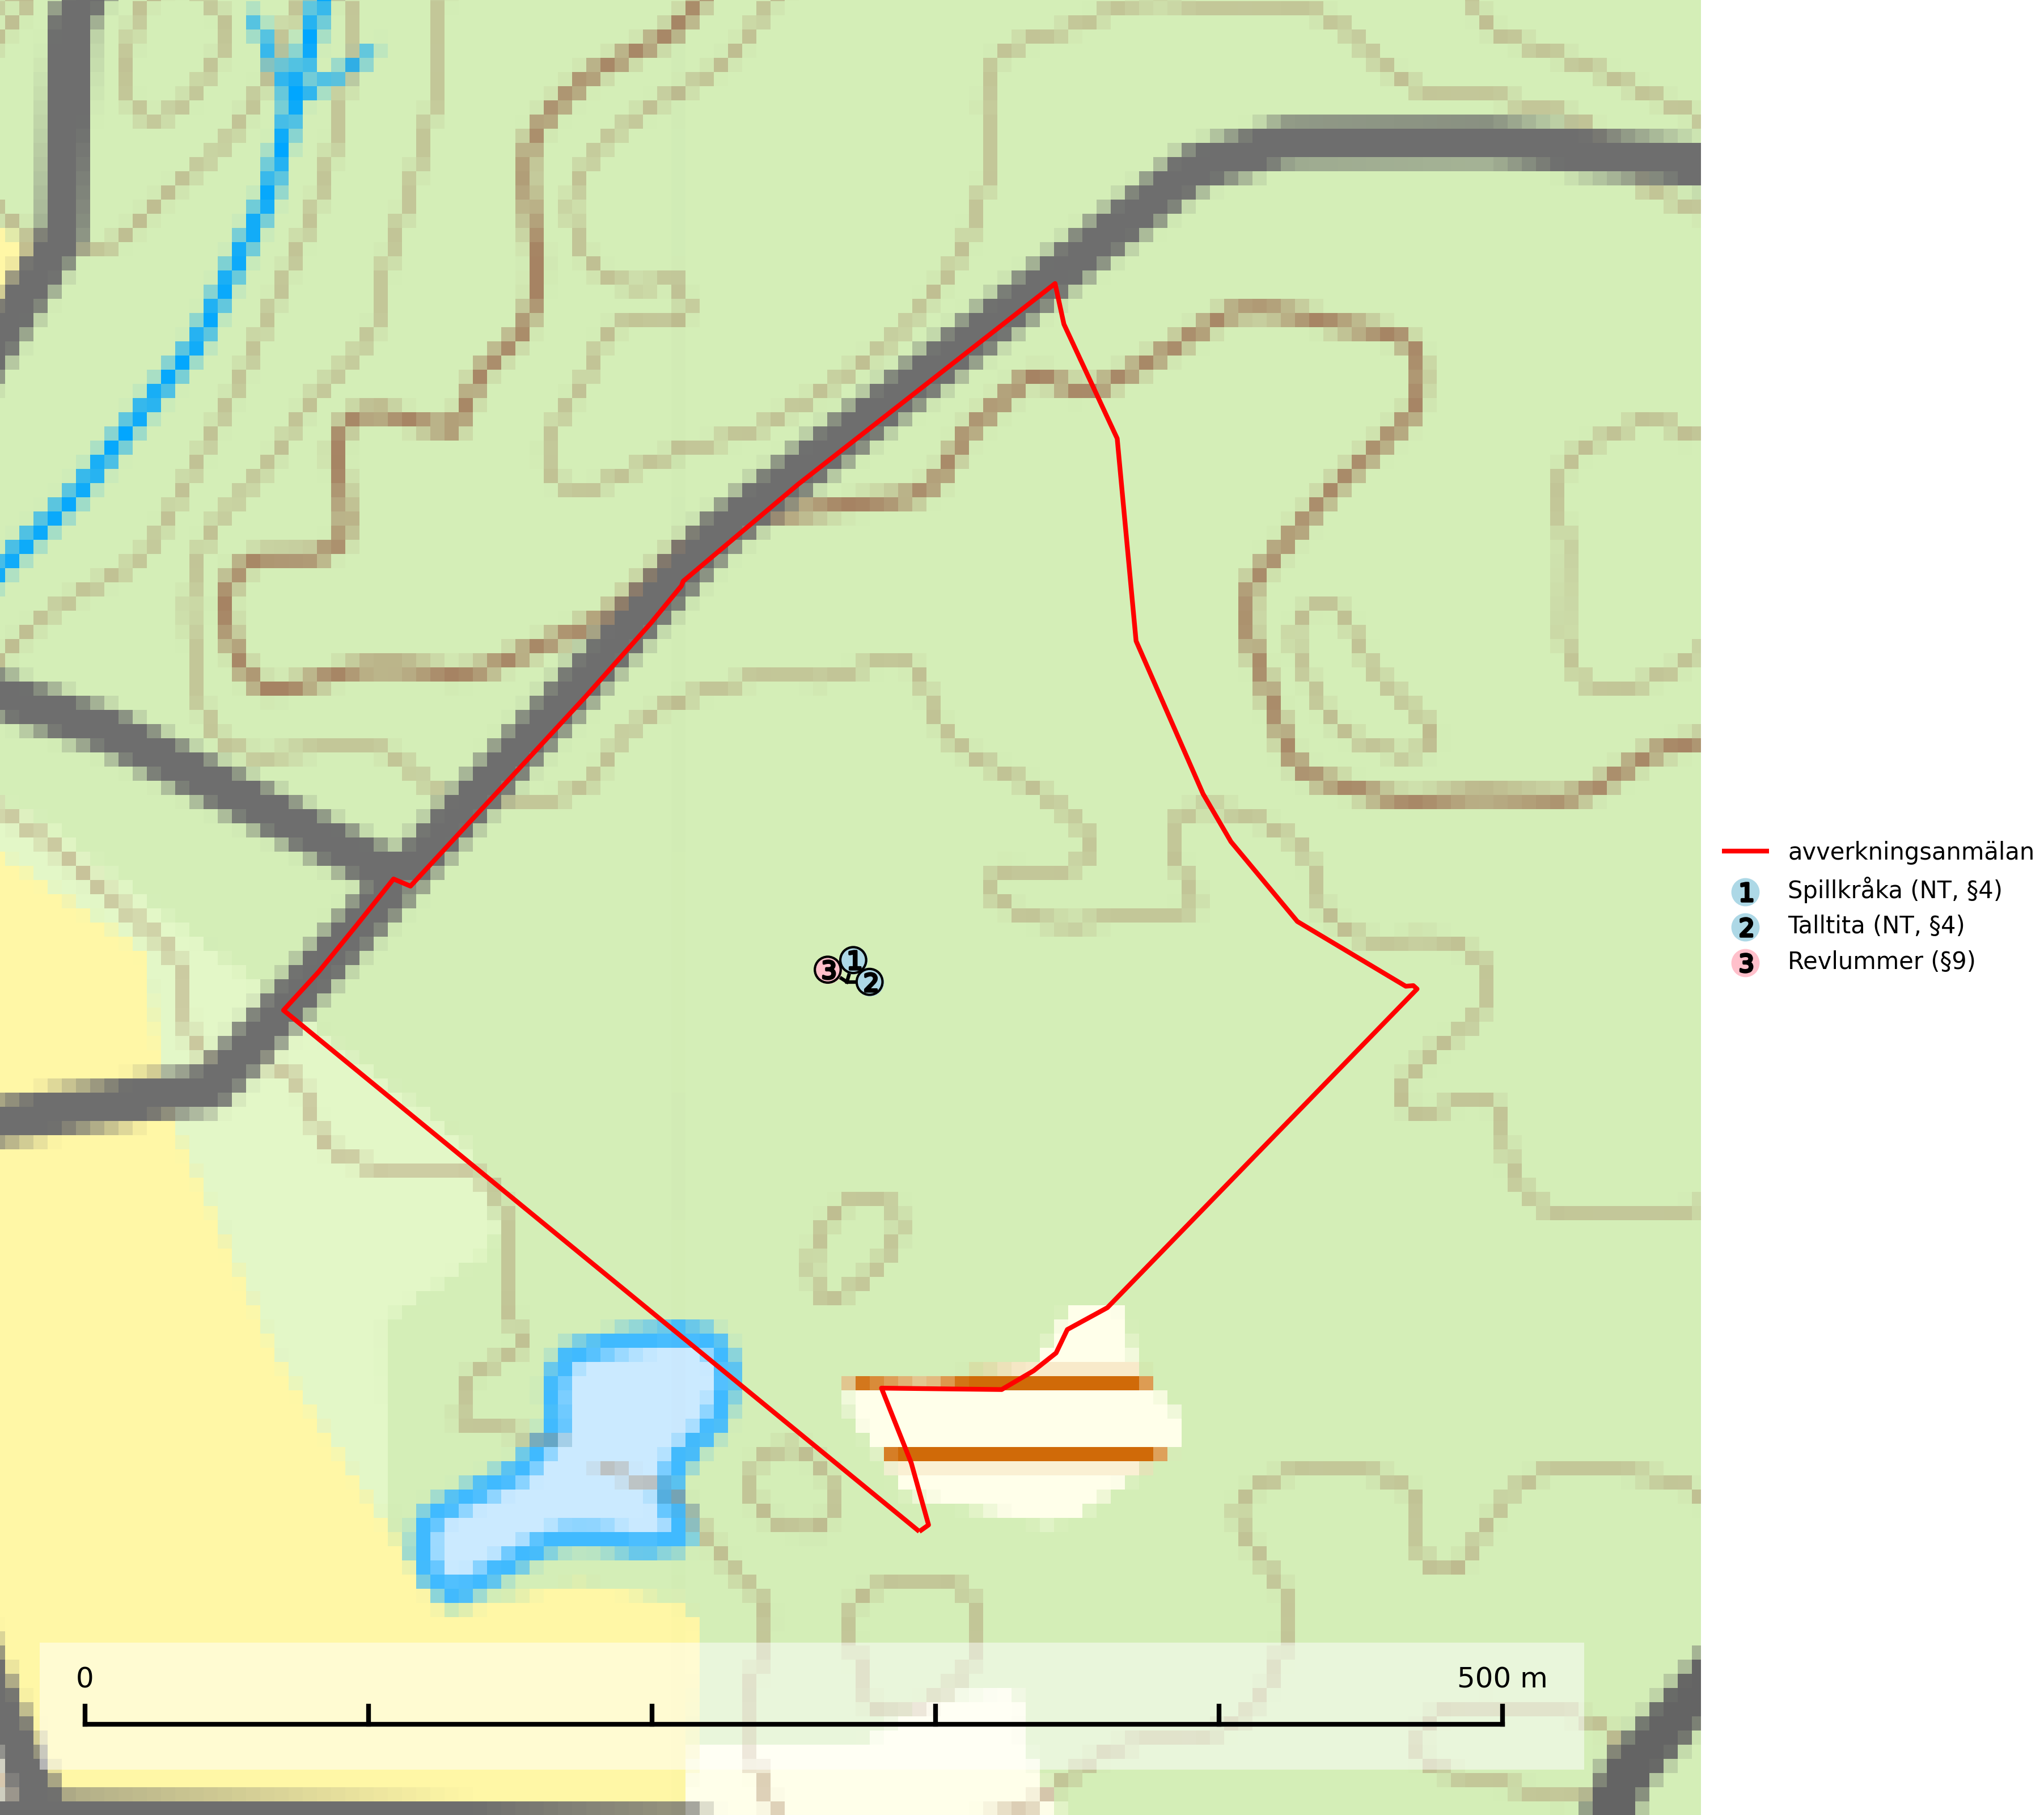 avverkningsanmälan
1 Spillkråka (NT, §4)
2 Talltita (NT, §4)
3 Revlummer (§9)
3 1 2
0 500 m